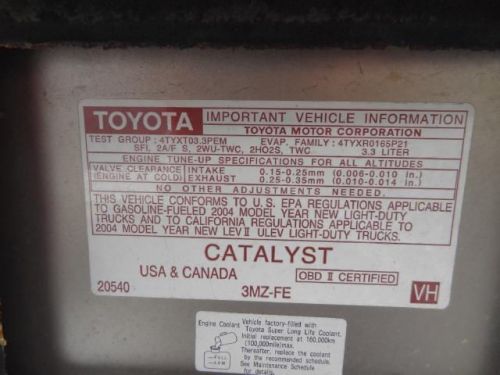 TOYOTA IMPORTANT VEHICLE INFORMATION
TOYOTA MOTOR CORPORATION
TEST GROUP : 4TYXT03.3PEM EVAP. FAMILY : 4TYXR0165P21
SFI, 2A/F S, 2WU-TWC, 2HO2S, TWC 3.3 LITER
ENGINE TUNE-UP SPECIFICATIONS FOR ALL ALTITUDES
VALVE CLEARANCE INTAKE 0.15-0.25mm (0.006-0.010 in.)
ENGINE AT COLD EXHAUST 0.25-0.35mm (0.010-0.014 in.)
NO OTHER ADJUSTMENTS NEEDED.
THIS VEHICLE CONFORMS TO U.S. EPA REGULATIONS APPLICABLE
TO GASOLINE-FUELED 2004 MODEL YEAR NEW LIGHT-DUTY
TRUCKS AND TO CALIFORNIA REGULATIONS APPLICABLE TO
2004 MODEL YEAR NEW LEV II ULEV LIGHT-DUTY TRUCKS.
CATALYST
USA & CANADA OBD II CERTIFIED
20540 3MZ-FE VH
Engine Coolant Vehicle factory-filled with
Toyota Super Long Life Coolant.
Initial replacement at 160,000km
(100,000mile)max.
Thereafter, replace the coolant
by the recommended schedule.
See Maintenance Schedule
for details.
FULL
LOW